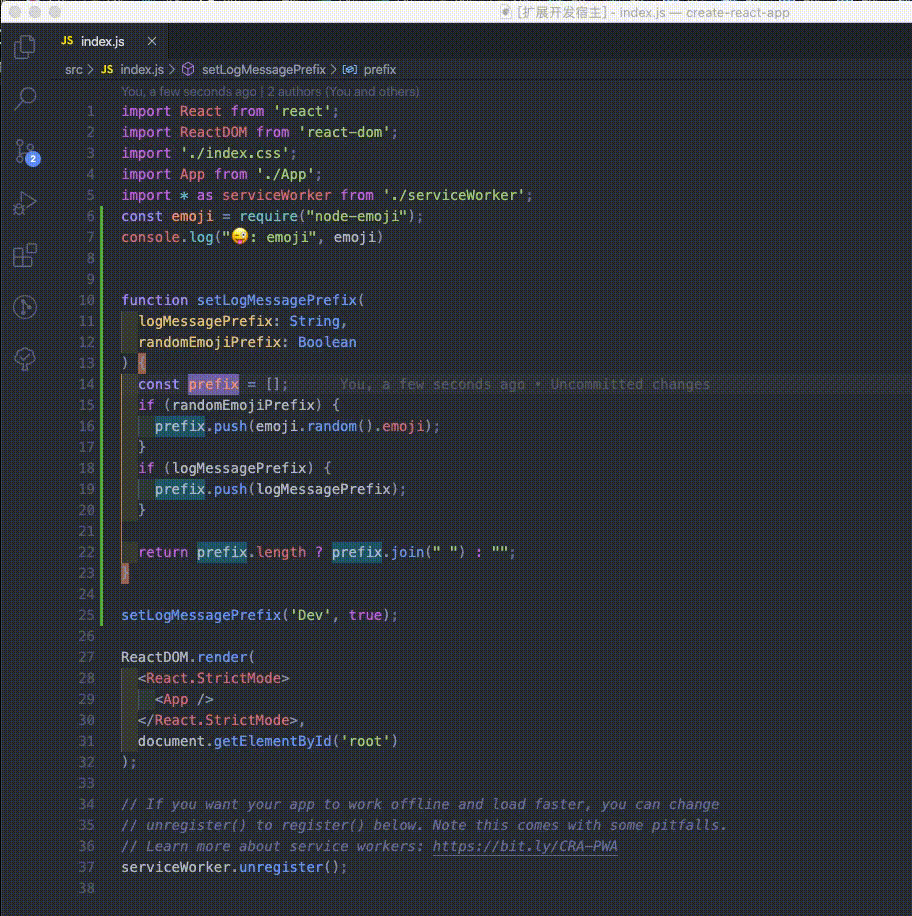 [扩展开发宿主] - index.js — create-react-app
JS index.js ×
src > JS index.js > setLogMessagePrefix > prefix
You, a few seconds ago | 2 authors (You and others)
1 import React from 'react';
2 import ReactDOM from 'react-dom';
3 import './index.css';
4 import App from './App';
5 import * as serviceWorker from './serviceWorker';
6 const emoji = require("node-emoji");
7 console.log("😜: emoji", emoji)
8
9
10 function setLogMessagePrefix(
11 logMessagePrefix: String,
12 randomEmojiPrefix: Boolean
13 ) {
14 const prefix = []; You, a few seconds ago • Uncommitted changes
15 if (randomEmojiPrefix) {
16 prefix.push(emoji.random().emoji);
17 }
18 if (logMessagePrefix) {
19 prefix.push(logMessagePrefix);
20 }
21
22 return prefix.length ? prefix.join(" ") : "";
23 }
24
25 setLogMessagePrefix('Dev', true);
26
27 ReactDOM.render(
28 <React.StrictMode>
29 <App />
30 </React.StrictMode>,
31 document.getElementById('root')
32 );
33
34 // If you want your app to work offline and load faster, you can change
35 // unregister() to register() below. Note this comes with some pitfalls.
36 // Learn more about service workers: https://bit.ly/CRA-PWA
37 serviceWorker.unregister();
38
2